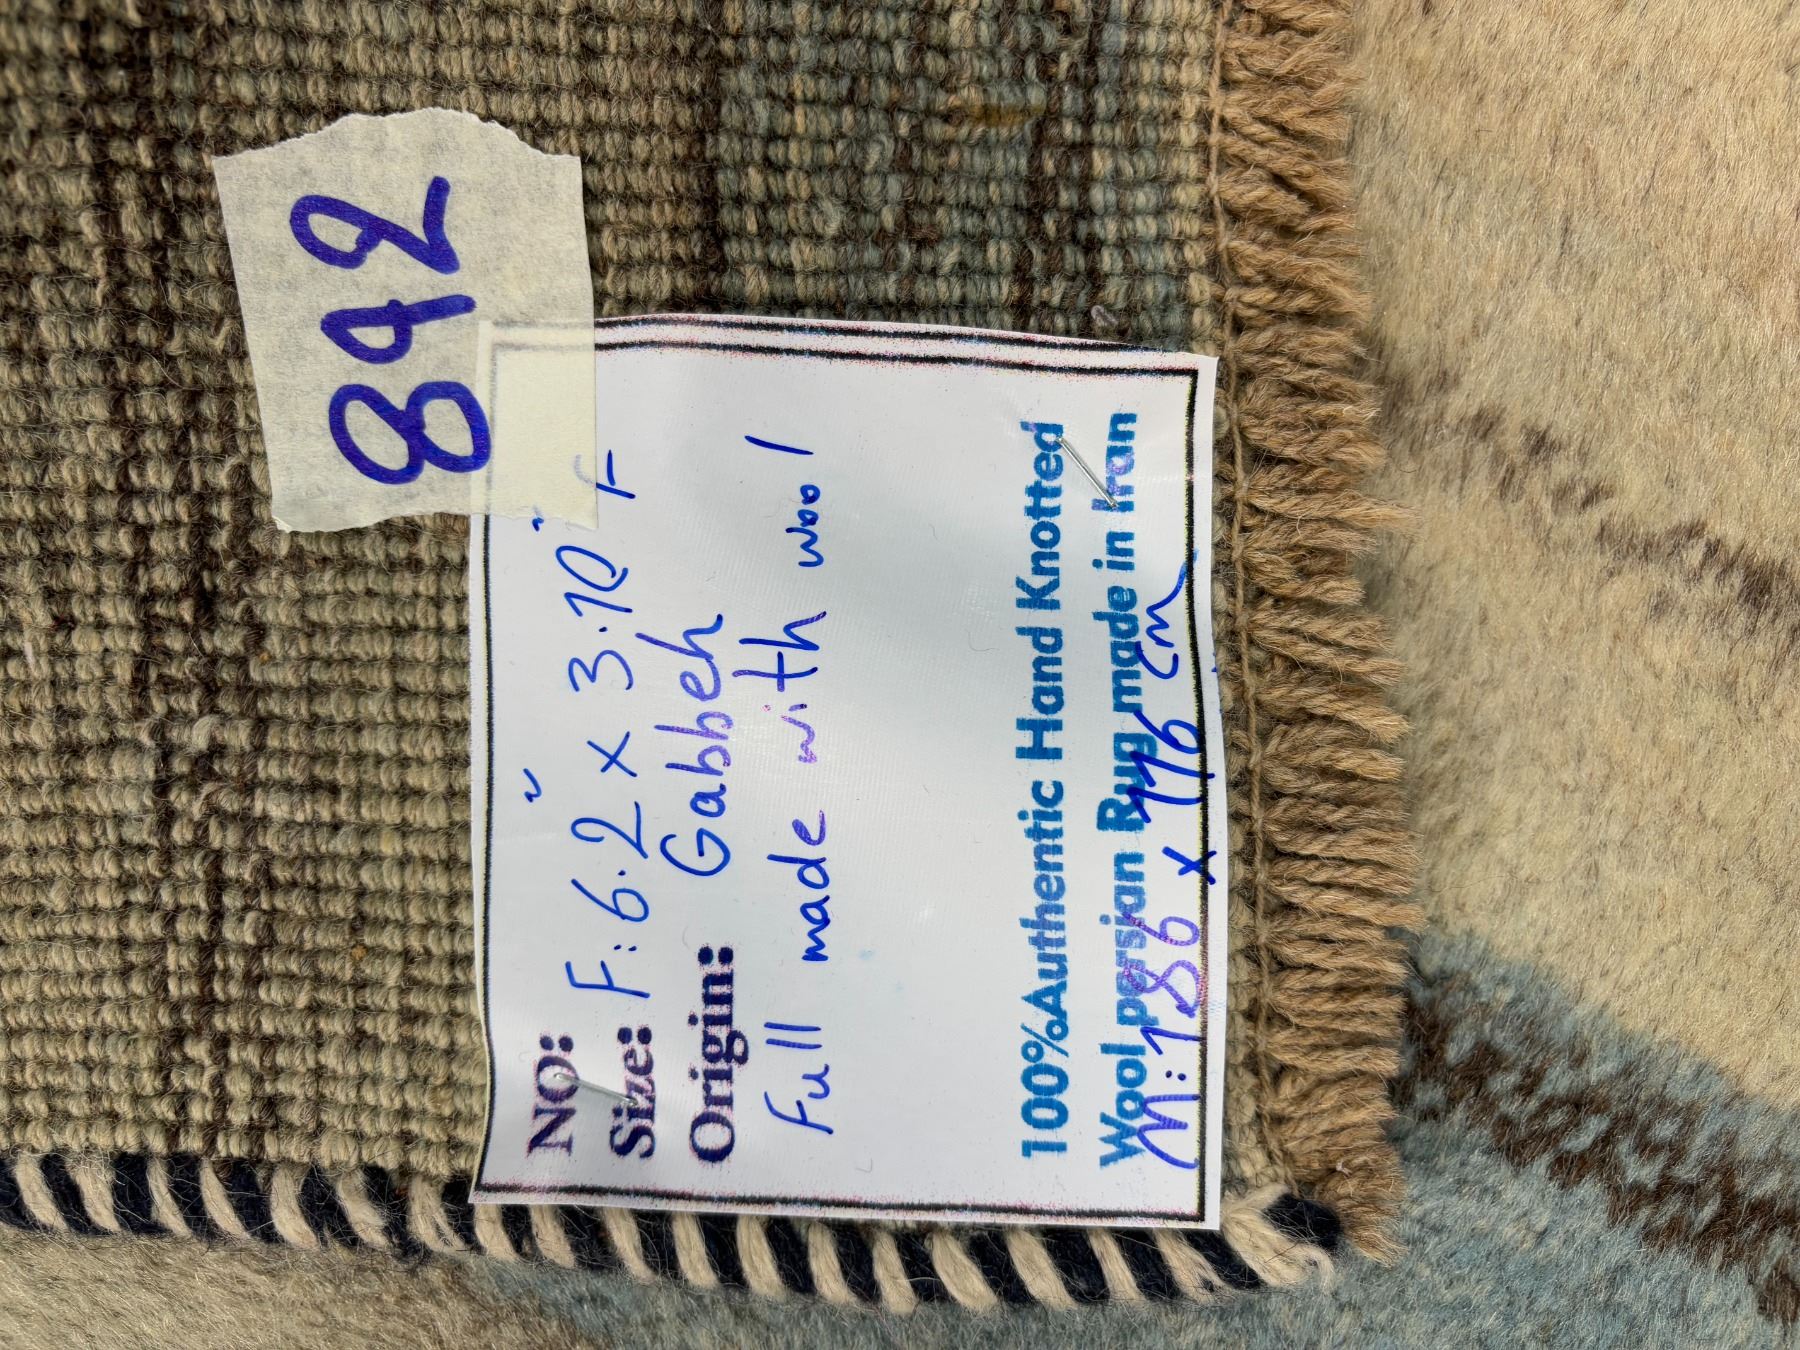 892
NO:
Size: F: 6.2" x 3.10" F
Origin: Gabbeh
Full made with wool
100%Authentic Hand Knotted
Wool persian Rug made in Iran
M: 186 x 116 cm